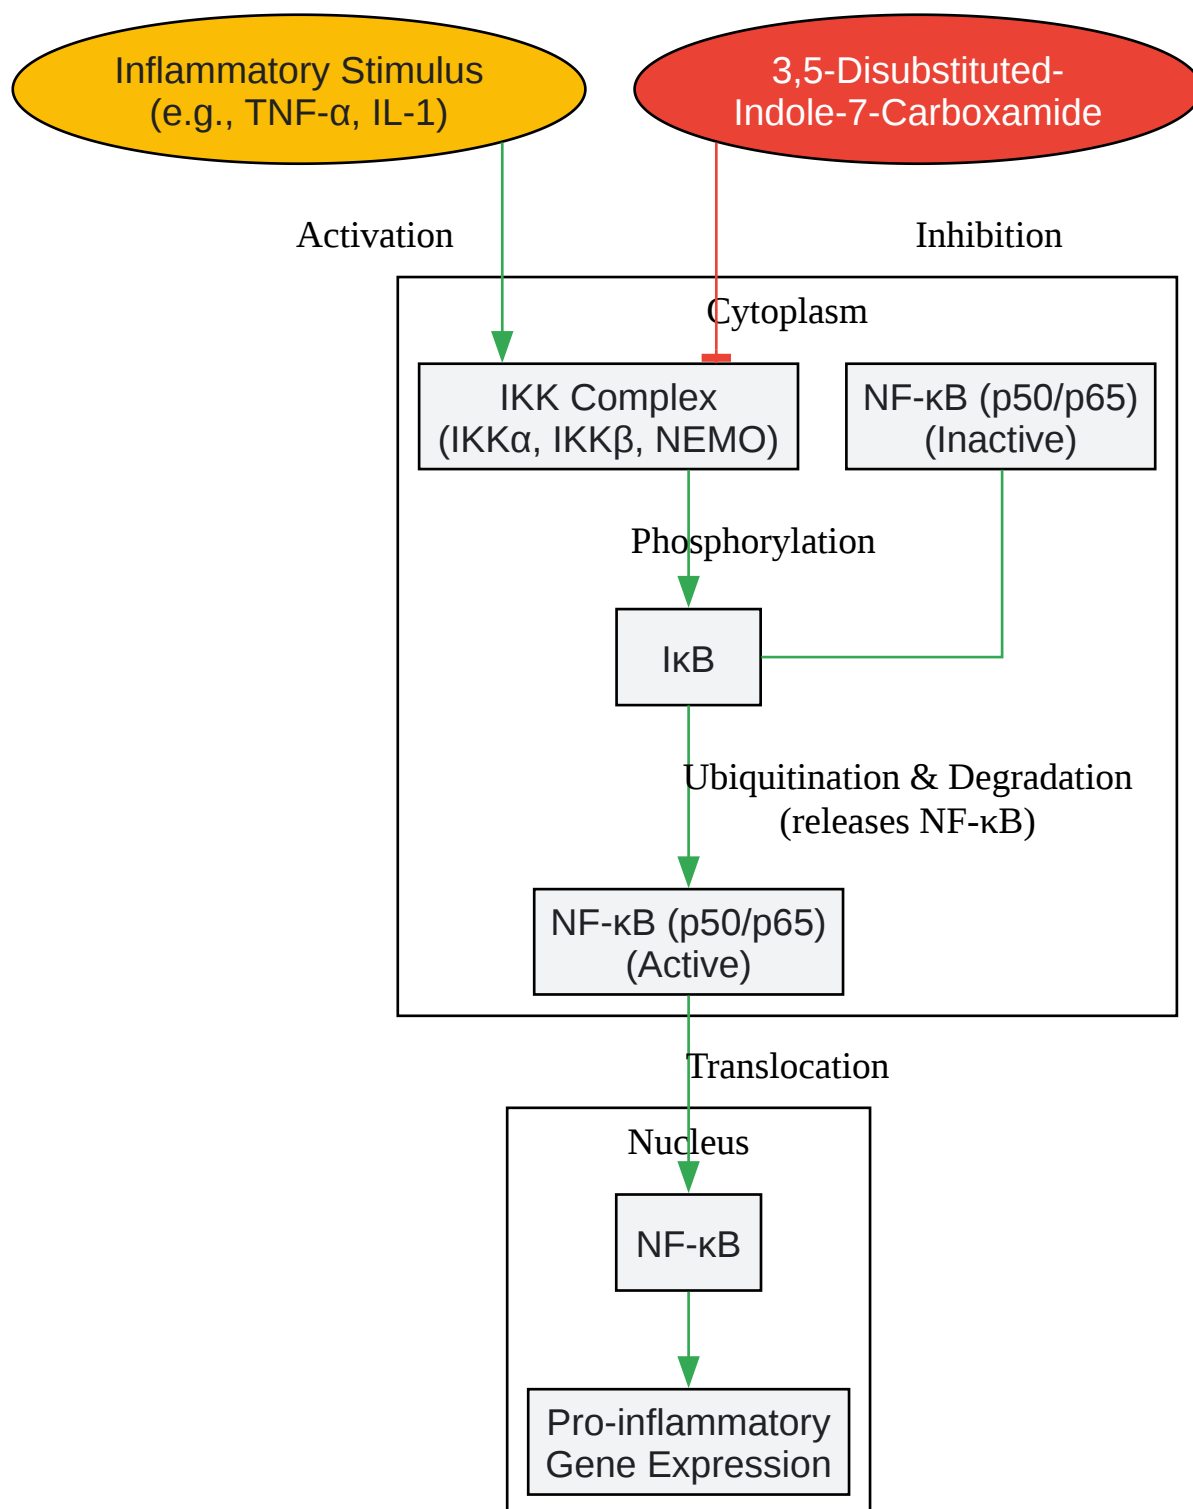 Inflammatory Stimulus
(e.g., TNF-α, IL-1)
3,5-Disubstituted-
Indole-7-Carboxamide
Activation
Inhibition
Cytoplasm
IKK Complex
(IKKα, IKKβ, NEMO)
NF-κB (p50/p65)
(Inactive)
Phosphorylation
IκB
Ubiquitination & Degradation
(releases NF-κB)
NF-κB (p50/p65)
(Active)
Translocation
Nucleus
NF-κB
Pro-inflammatory
Gene Expression